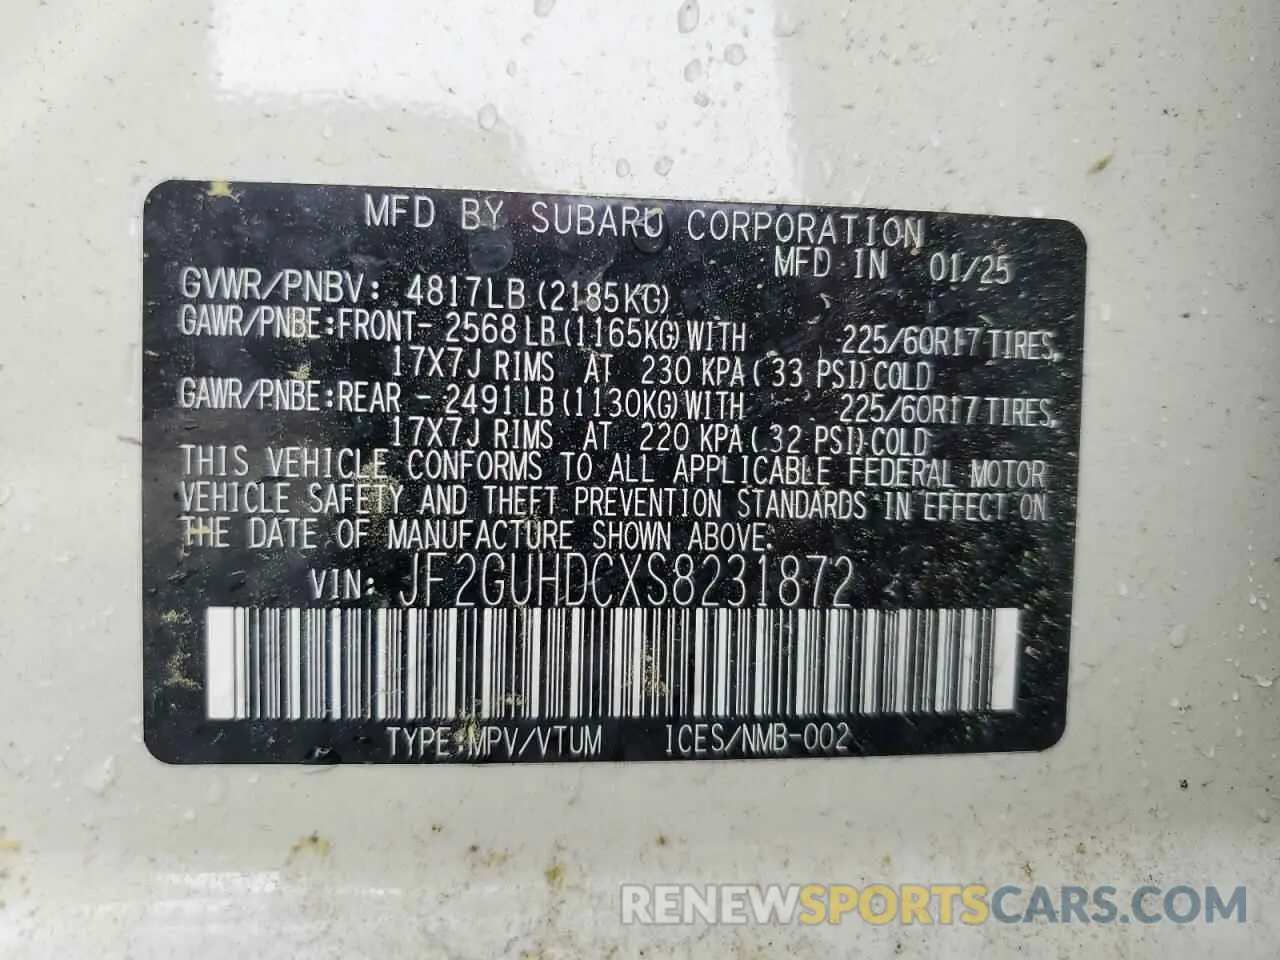 MFD BY SUBARU CORPORATION
MFD IN 01/25
GVWR/PNBV: 4817LB(2185KG)
GAWR/PNBE:FRONT- 2568LB(1165KG)WITH 225/60R17 TIRES,
17X7J RIMS AT 230 KPA( 33 PSI)COLD
GAWR/PNBE:REAR - 2491LB(1130KG)WITH 225/60R17 TIRES,
17X7J RIMS AT 220 KPA( 32 PSI)COLD
THIS VEHICLE CONFORMS TO ALL APPLICABLE FEDERAL MOTOR
VEHICLE SAFETY AND THEFT PREVENTION STANDARDS IN EFFECT ON
THE DATE OF MANUFACTURE SHOWN ABOVE.
VIN: JF2GUHDCXS8231872
TYPE:MPV/VTUM ICES/NMB-002
RENEWSPORTSCARS.COM